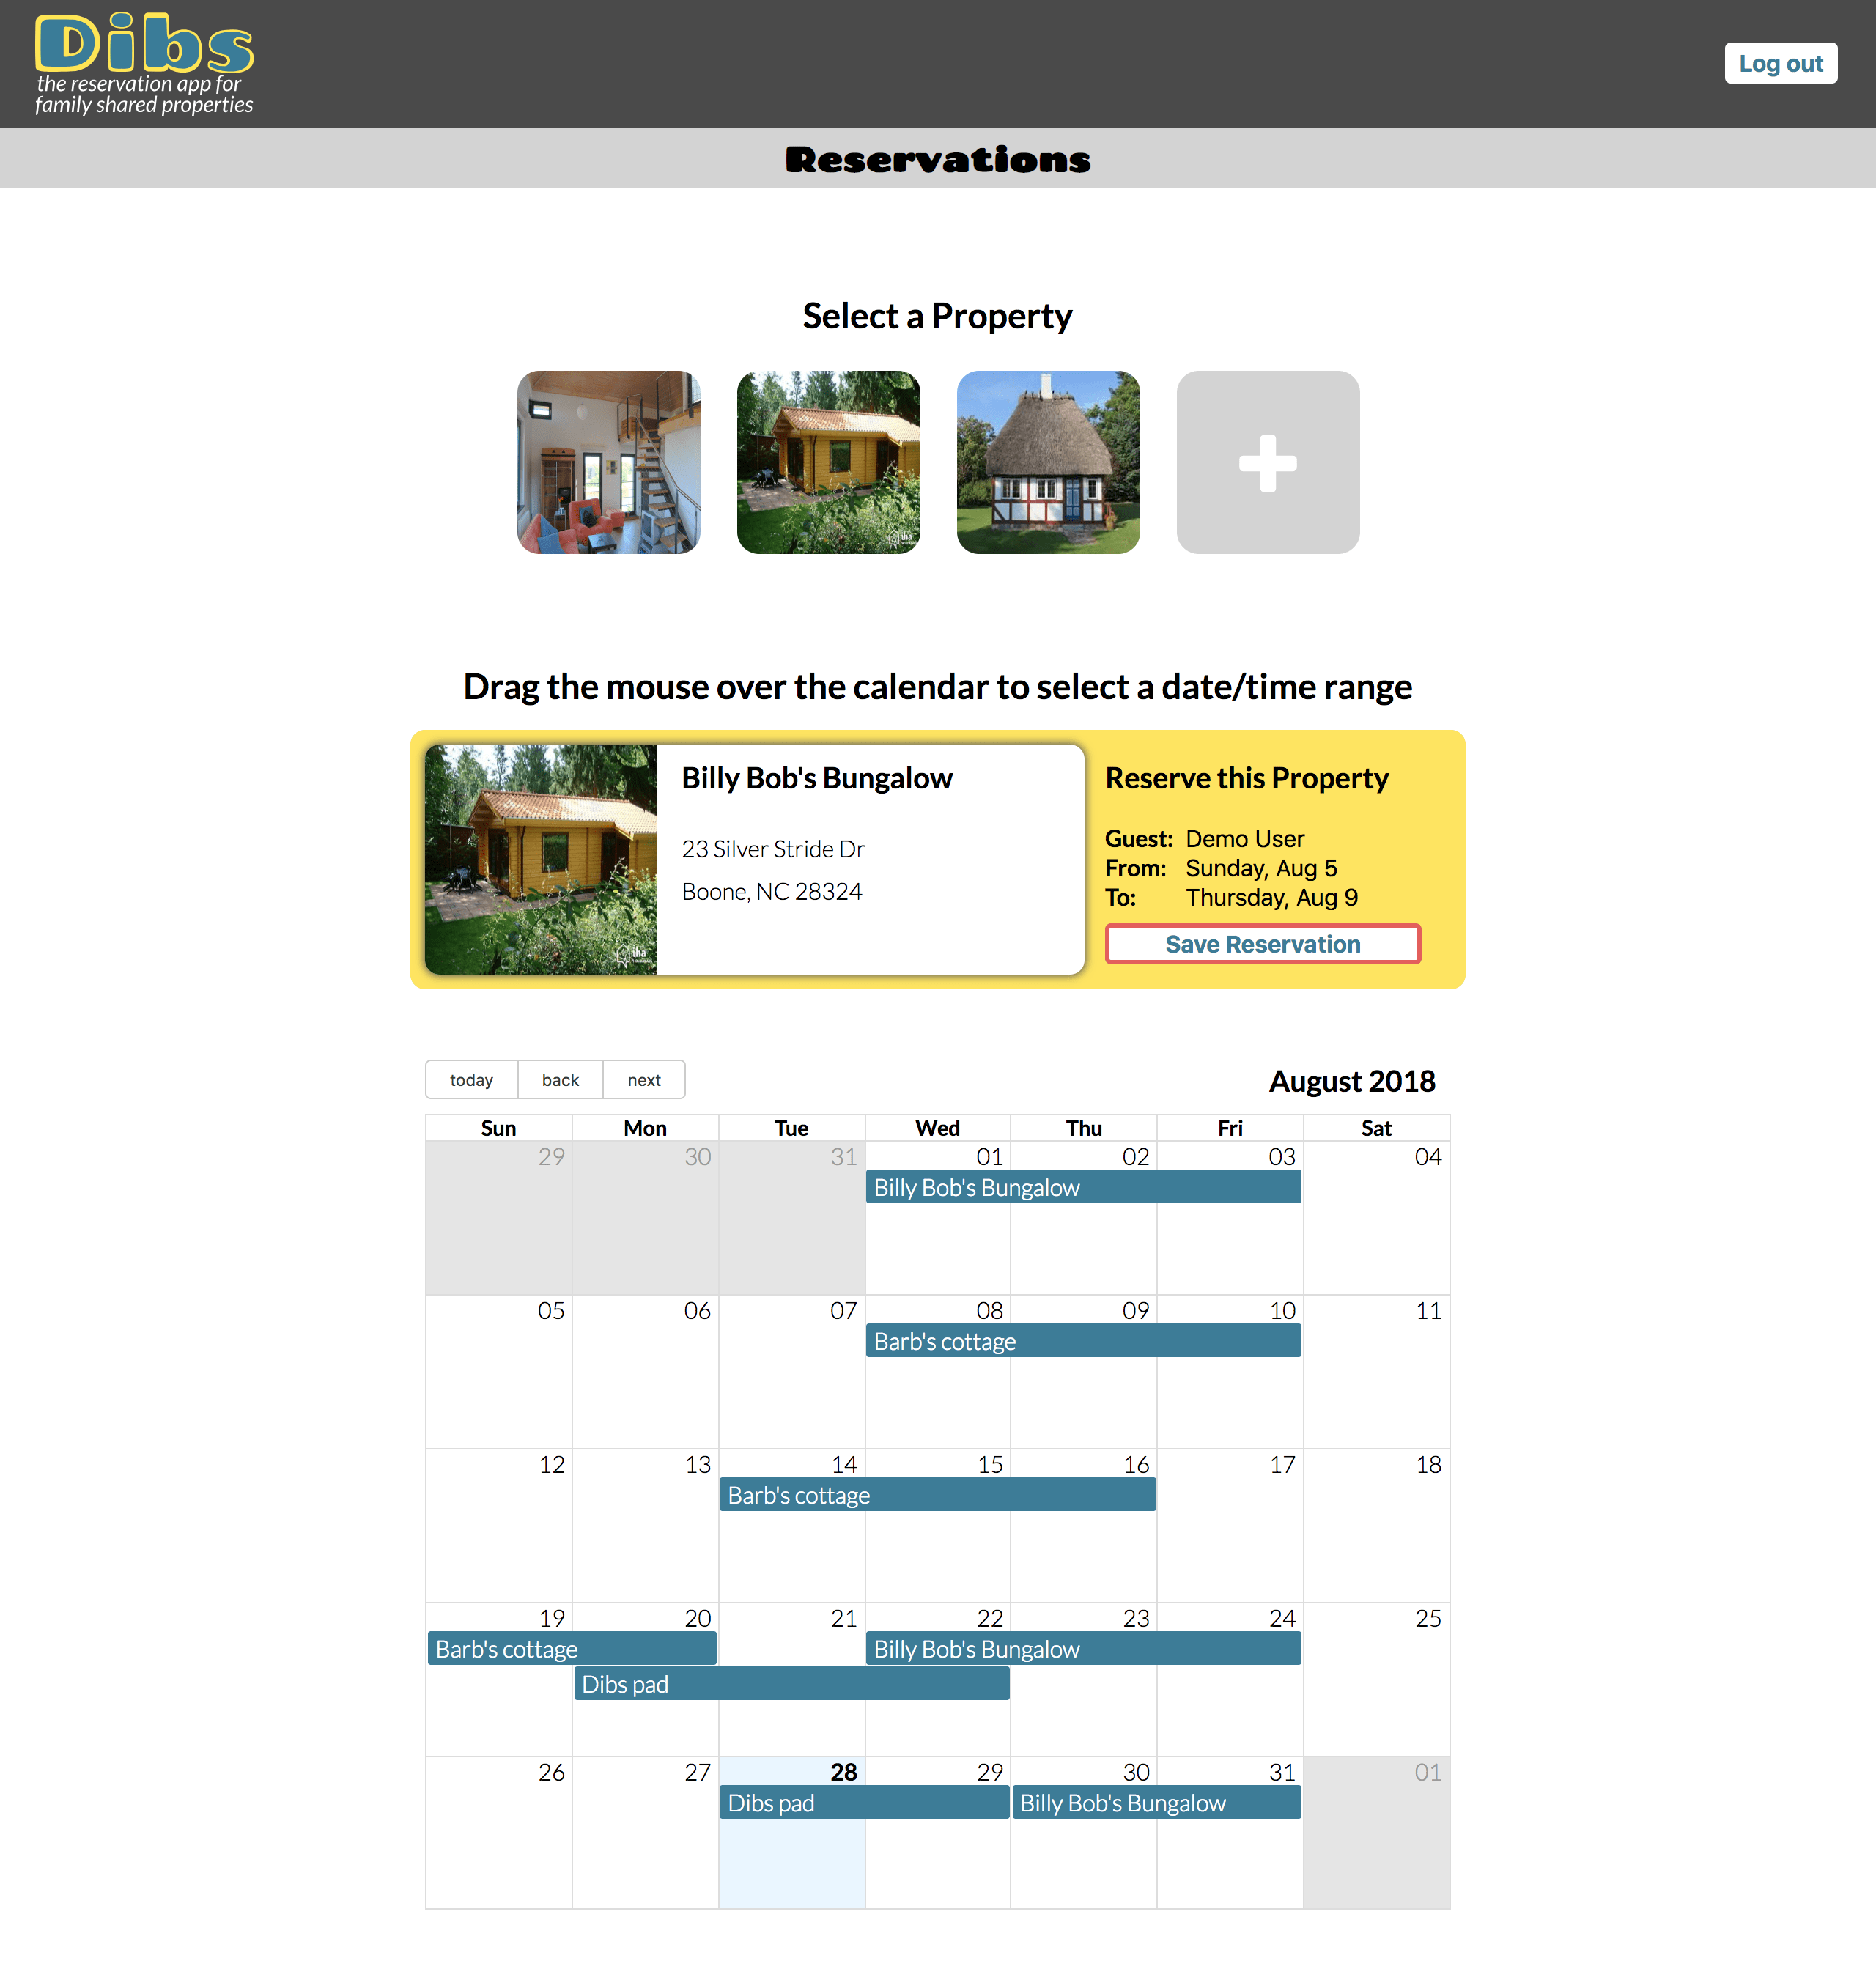 Dibs
the reservation app for
family shared properties
Log out
Reservations
Select a Property
Drag the mouse over the calendar to select a date/time range
Billy Bob's Bungalow
23 Silver Stride Dr
Boone, NC 28324
Reserve this Property
Guest: Demo User
From: Sunday, Aug 5
To: Thursday, Aug 9
Save Reservation
today back next
August 2018
Sun Mon Tue Wed Thu Fri Sat
29 30 31 01 02 03 04
Billy Bob's Bungalow
05 06 07 08 09 10 11
Barb's cottage
12 13 14 15 16 17 18
Barb's cottage
19 20 21 22 23 24 25
Barb's cottage Billy Bob's Bungalow
Dibs pad
26 27 28 29 30 31 01
Dibs pad Billy Bob's Bungalow